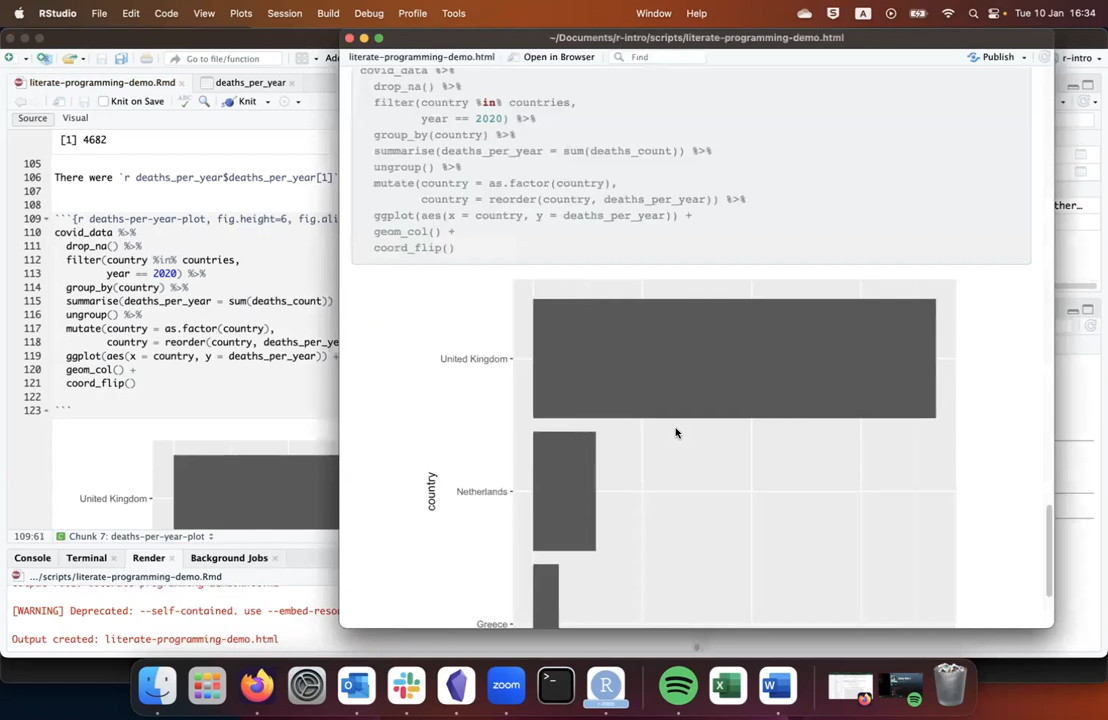 RStudio File Edit Code View Plots Session Build Debug Profile Tools Window Help S A Tue 10 Jan 16:34
~/Documents/r-intro/scripts/literate-programming-demo.html
Go to file/function
literate-programming-demo.html Open in Browser Find Publish r-intro
literate-programming-demo.Rmd deaths_per_year
Knit on Save Knit
Source Visual
[1] 4682
105
106 There were `r deaths_per_year$deaths_per_year[1]`
107
108
109 ```{r deaths-per-year-plot, fig.height=6, fig.ali
110 covid_data %>%
111 drop_na() %>%
112 filter(country %in% countries,
113 year == 2020) %>%
114 group_by(country) %>%
115 summarise(deaths_per_year = sum(deaths_count))
116 ungroup() %>%
117 mutate(country = as.factor(country),
118 country = reorder(country, deaths_pe
119 ggplot(aes(x = country, y = deaths_per_year)) +
120 geom_col() +
121 coord_flip()
122
123 ```
United Kingdom
109:61 Chunk 7: deaths-per-year-plot
Console Terminal Render Background Jobs
.../scripts/literate-programming-demo.Rmd
[WARNING] Deprecated: --self-contained. use --embed-resou
Output created: literate-programming-demo.html
covid_data %>%
drop_na() %>%
filter(country %in% countries,
year == 2020) %>%
group_by(country) %>%
summarise(deaths_per_year = sum(deaths_count)) %>%
ungroup() %>%
mutate(country = as.factor(country),
country = reorder(country, deaths_per_year)) %>%
ggplot(aes(x = country, y = deaths_per_year)) +
geom_col() +
coord_flip()
United Kingdom
Netherlands
country
Greece
ther...
zoom
R